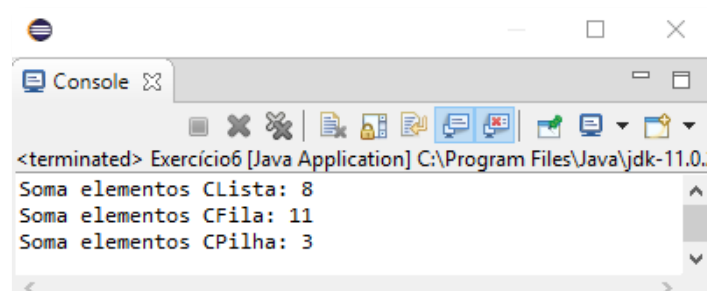 Console
<terminated> Exercício6 [Java Application] C:\Program Files\Java\jdk-11.0.
Soma elementos CLista: 8
Soma elementos CFila: 11
Soma elementos CPilha: 3